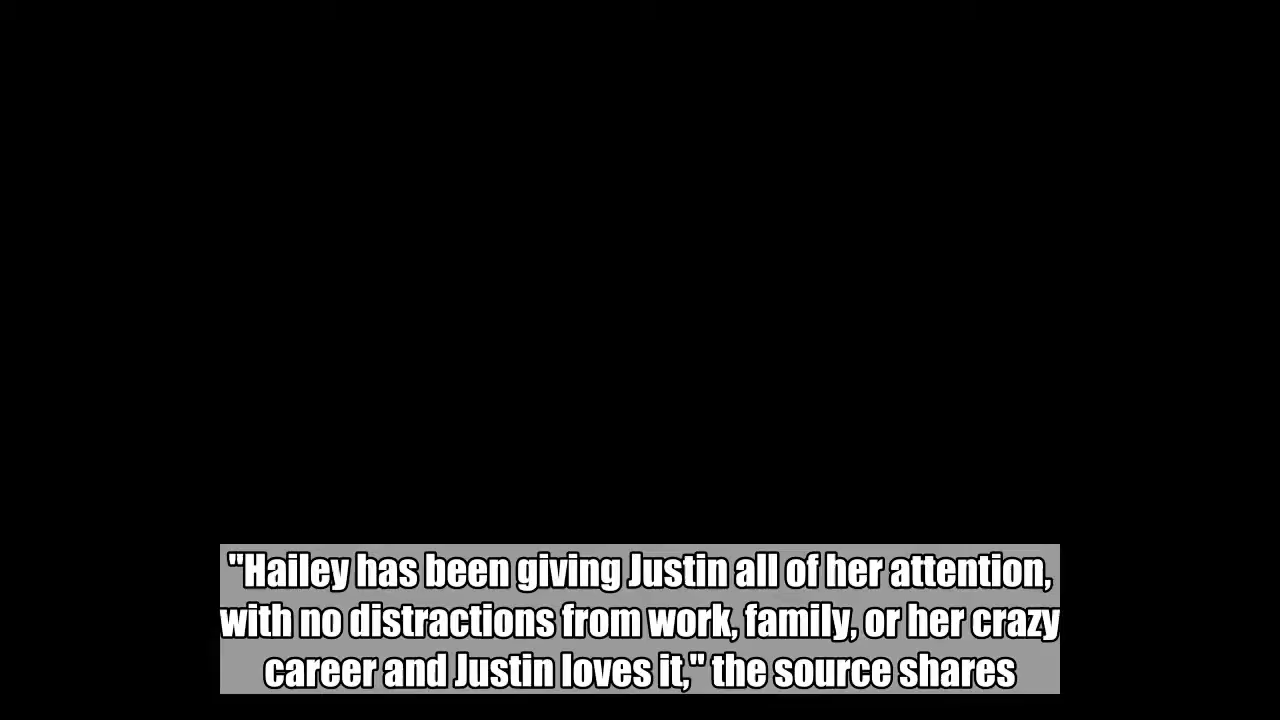 "Hailey has been giving Justin all of her attention,
with no distractions from work, family, or her crazy
career and Justin loves it," the source shares